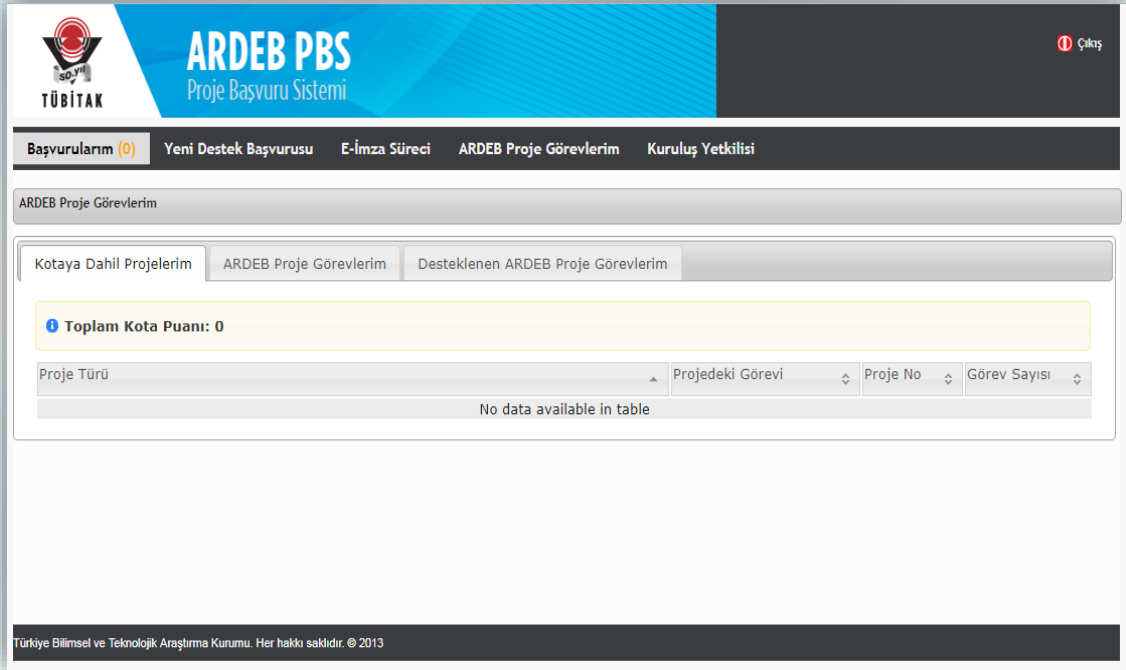 50.yıl
TÜBİTAK
ARDEB PBS
Proje Başvuru Sistemi
Çıkış
Başvurularım (0) Yeni Destek Başvurusu E-İmza Süreci ARDEB Proje Görevlerim Kuruluş Yetkilisi
ARDEB Proje Görevlerim
Kotaya Dahil Projelerim ARDEB Proje Görevlerim Desteklenen ARDEB Proje Görevlerim
Toplam Kota Puanı: 0
Proje Türü Projedeki Görevi Proje No Görev Sayısı
No data available in table
Türkiye Bilimsel ve Teknolojik Araştırma Kurumu. Her hakkı saklıdır. © 2013